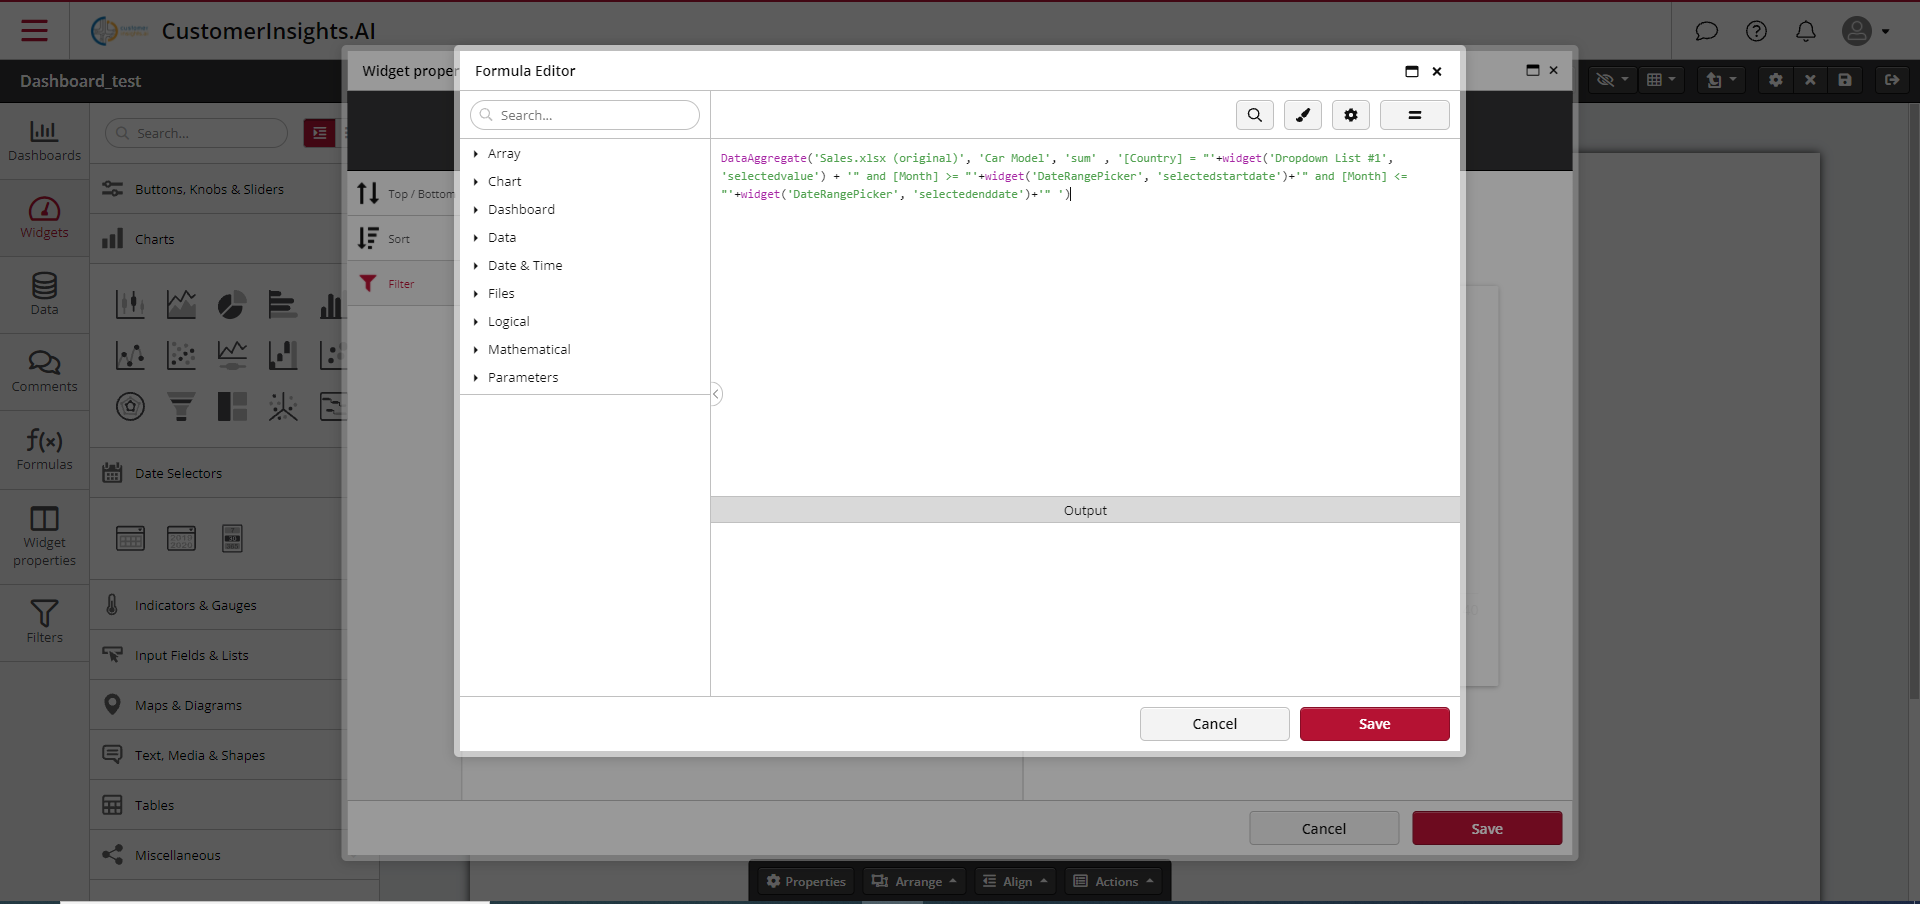 CustomerInsights.AI
Dashboard_test
Dashboards
Widgets
Data
Comments
Formulas
Widget
properties
Filters
Search...
Buttons, Knobs & Sliders
Charts
Date Selectors
Indicators & Gauges
Input Fields & Lists
Maps & Diagrams
Text, Media & Shapes
Tables
Miscellaneous
Widget proper
Top / Bottom
Sort
Filter
Formula Editor
Search...
Array
Chart
Dashboard
Data
Date & Time
Files
Logical
Mathematical
Parameters
DataAggregate('Sales.xlsx (original)', 'Car Model', 'sum' , '[Country] = "'+widget('Dropdown List #1',
'selectedvalue') + '" and [Month] >= "'+widget('DateRangePicker', 'selectedstartdate')+'" and [Month] <=
"'+widget('DateRangePicker', 'selectedenddate')+'" ')
Output
Cancel
Save
Cancel
Save
Properties
Arrange
Align
Actions